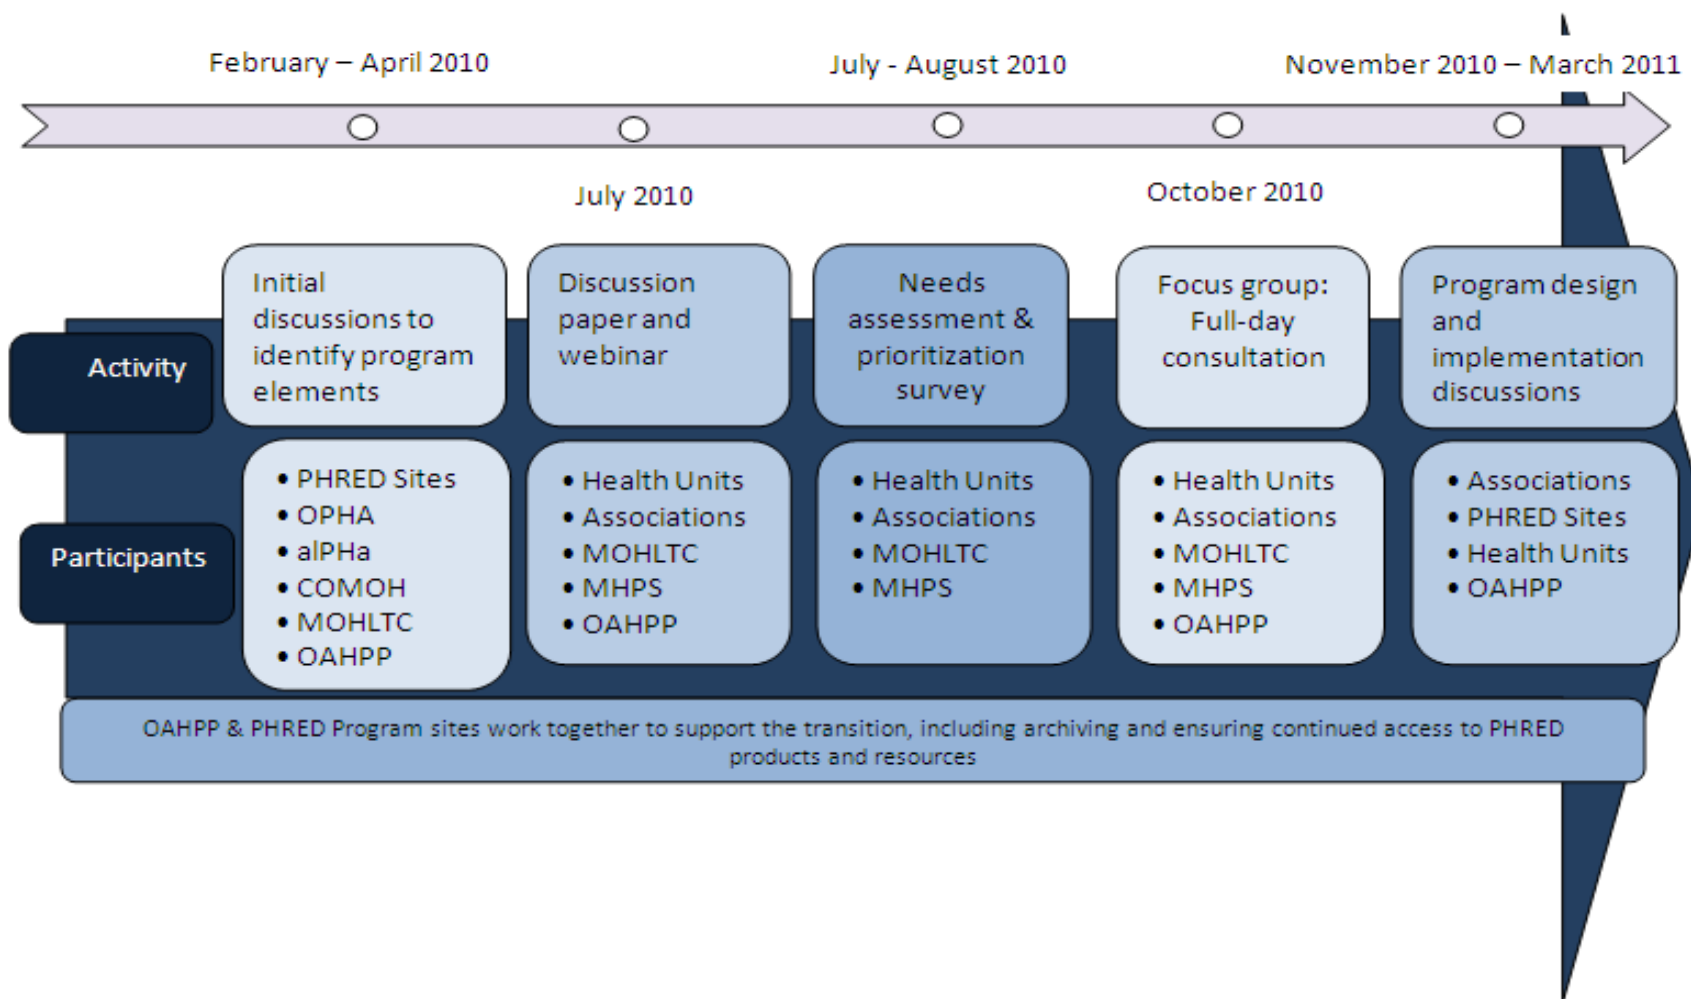 February – April 2010
July - August 2010
November 2010 – March 2011
July 2010
October 2010
Activity
Initial
discussions to
identify program
elements
Discussion
paper and
webinar
Needs
assessment &
prioritization
survey
Focus group:
Full-day
consultation
Program design
and
implementation
discussions
Participants
• PHRED Sites
• OPHA
• alPHa
• COMOH
• MOHLTC
• OAHPP
• Health Units
• Associations
• MOHLTC
• MHPS
• OAHPP
• Health Units
• Associations
• MOHLTC
• MHPS
• Health Units
• Associations
• MOHLTC
• MHPS
• OAHPP
• Associations
• PHRED Sites
• Health Units
• OAHPP
OAHPP & PHRED Program sites work together to support the transition, including archiving and ensuring continued access to PHRED
products and resources